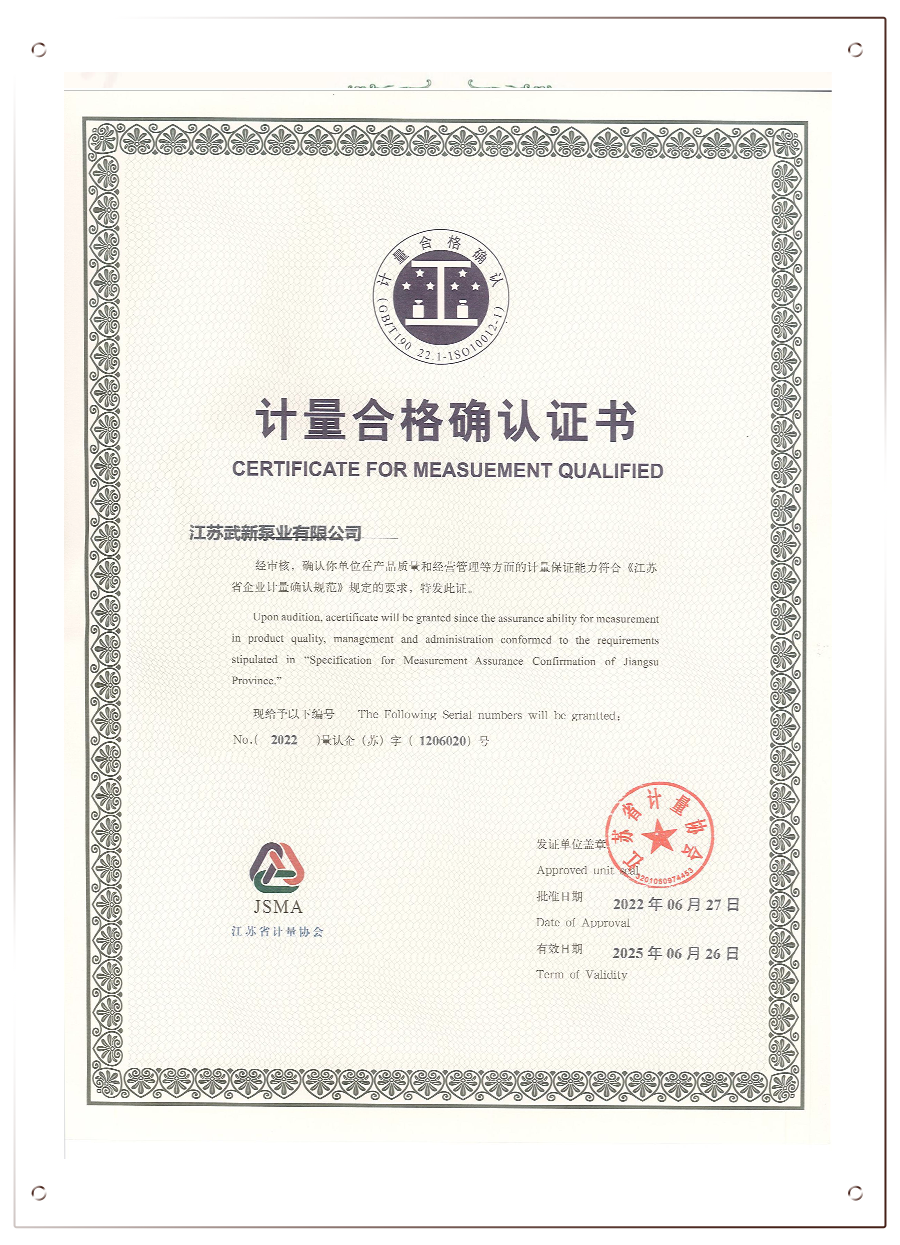 计量合格确认
(GB/T190 22.1-ISO10012-1)
计量合格确认证书
CERTIFICATE FOR MEASUEMENT QUALIFIED
江苏武新泵业有限公司
经审核，确认你单位在产品质量和经营管理等方面的计量保证能力符合《江苏
省企业计量确认规范》规定的要求，特发此证。
Upon audition, acertificate will be granted since the assurance ability for measurement
in product quality, management and administration conformed to the requirements
stipulated in “Specification for Measurement Assurance Confirmation of Jiangsu
Province.”
现给予以下编号 The Following Serial numbers will be grantted:
No.( 2022 )量认企（苏）字（ 1206020）号
江苏省计量协会
3201050974493
发证单位盖章
Approved unit seal
批准日期 2022 年 06 月 27 日
Date of Approval
有效日期 2025 年 06 月 26 日
Term of Validity
JSMA
江苏省计量协会